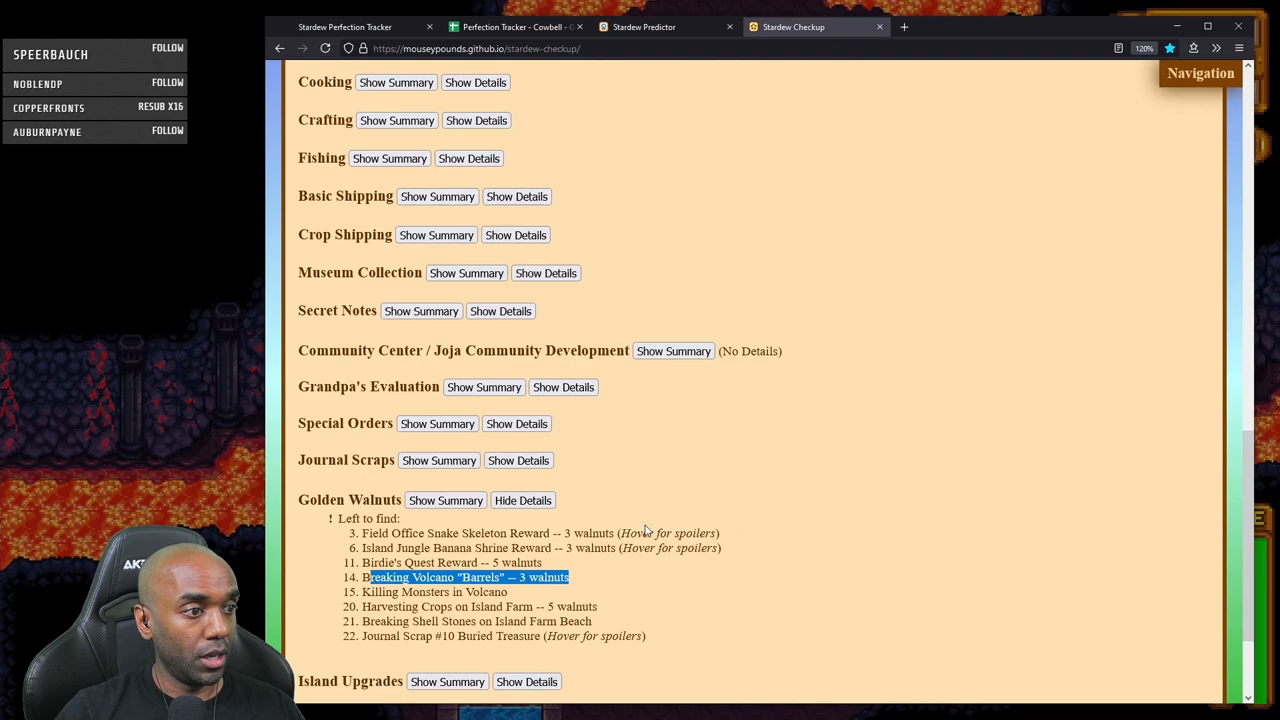 SPEERBAUCH FOLLOW
NOBLENDP FOLLOW
COPPERFRONTS RESUB X16
AUBURNPAYNE FOLLOW
Stardew Perfection Tracker
Perfection Tracker - Cowbell - G
Stardew Predictor
Stardew Checkup
https://mouseypounds.github.io/stardew-checkup/
120%
Navigation
Cooking Show Summary Show Details
Crafting Show Summary Show Details
Fishing Show Summary Show Details
Basic Shipping Show Summary Show Details
Crop Shipping Show Summary Show Details
Museum Collection Show Summary Show Details
Secret Notes Show Summary Show Details
Community Center / Joja Community Development Show Summary (No Details)
Grandpa's Evaluation Show Summary Show Details
Special Orders Show Summary Show Details
Journal Scraps Show Summary Show Details
Golden Walnuts Show Summary Hide Details
! Left to find:
3. Field Office Snake Skeleton Reward -- 3 walnuts (Hover for spoilers)
6. Island Jungle Banana Shrine Reward -- 3 walnuts (Hover for spoilers)
11. Birdie's Quest Reward -- 5 walnuts
14. Breaking Volcano "Barrels" -- 3 walnuts
15. Killing Monsters in Volcano
20. Harvesting Crops on Island Farm -- 5 walnuts
21. Breaking Shell Stones on Island Farm Beach
22. Journal Scrap #10 Buried Treasure (Hover for spoilers)
Island Upgrades Show Summary Show Details